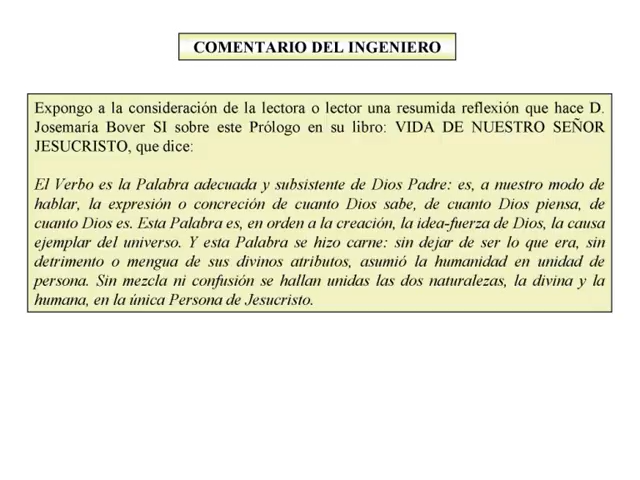 COMENTARIO DEL INGENIERO
Expongo a la consideración de la lectora o lector una resumida reflexión que hace D.
Josemaría Bover SI sobre este Prólogo en su libro: VIDA DE NUESTRO SEÑOR
JESUCRISTO, que dice:
El Verbo es la Palabra adecuada y subsistente de Dios Padre: es, a nuestro modo de
hablar, la expresión o concreción de cuanto Dios sabe, de cuanto Dios piensa, de
cuanto Dios es. Esta Palabra es, en orden a la creación, la idea-fuerza de Dios, la causa
ejemplar del universo. Y esta Palabra se hizo carne: sin dejar de ser lo que era, sin
detrimento o mengua de sus divinos atributos, asumió la humanidad en unidad de
persona. Sin mezcla ni confusión se hallan unidas las dos naturalezas, la divina y la
humana, en la única Persona de Jesucristo.